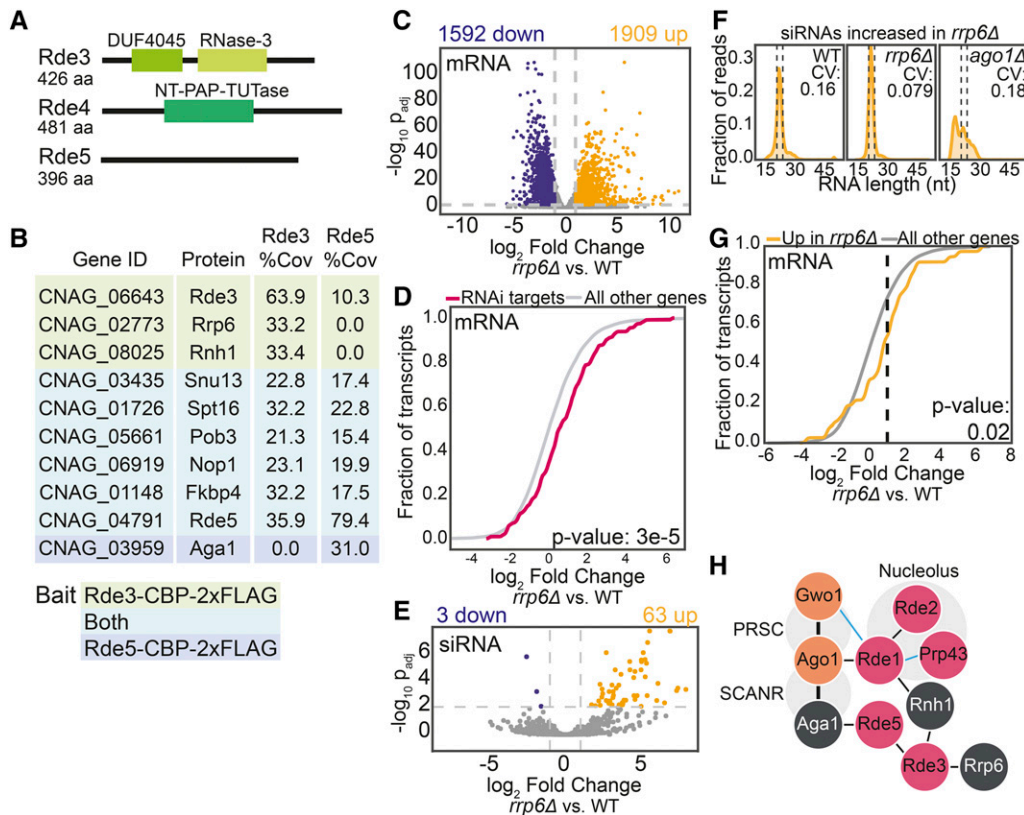 A
Rde3
426 aa
DUF4045
RNase-3
Rde4
481 aa
NT-PAP-TUTase
Rde5
396 aa
B
Gene ID Protein Rde3 %Cov Rde5 %Cov
CNAG_06643 Rde3 63.9 10.3
CNAG_02773 Rrp6 33.2 0.0
CNAG_08025 Rnh1 33.4 0.0
CNAG_03435 Snu13 22.8 17.4
CNAG_01726 Spt16 32.2 22.8
CNAG_05661 Pob3 21.3 15.4
CNAG_06919 Nop1 23.1 19.9
CNAG_01148 Fkbp4 32.2 17.5
CNAG_04791 Rde5 35.9 79.4
CNAG_03959 Aga1 0.0 31.0
Bait
Rde3-CBP-2xFLAG
Both
Rde5-CBP-2xFLAG
C
1592 down 1909 up
mRNA
-log10 padj
100
80
60
40
20
0
-10 -5 0 5 10
log2 Fold Change
rrp6Δ vs. WT
D
RNAi targets All other genes
mRNA
Fraction of transcripts
1.0
0.8
0.6
0.4
0.2
0.0
-4 -2 0 2 4 6
p-value: 3e-5
log2 Fold Change
rrp6Δ vs. WT
E
3 down 63 up
siRNA
-log10 padj
6
4
2
0
-5 0 5
log2 Fold Change
rrp6Δ vs. WT
F
siRNAs increased in rrp6Δ
Fraction of reads
0.3
0.2
0.1
0.0
WT
CV:
0.16
rrp6Δ
CV:
0.079
ago1Δ
CV:
0.18
15 30 45 15 30 45 15 30 45
RNA length (nt)
G
Up in rrp6Δ All other genes
mRNA
Fraction of transcripts
1.0
0.8
0.6
0.4
0.2
0.0
-6 -4 -2 0 2 4 6 8
p-value:
0.02
log2 Fold Change
rrp6Δ vs. WT
H
Nucleolus
Gwo1
Rde2
PRSC
Ago1
Rde1
Prp43
SCANR
Aga1
Rde5
Rnh1
Rde3
Rrp6